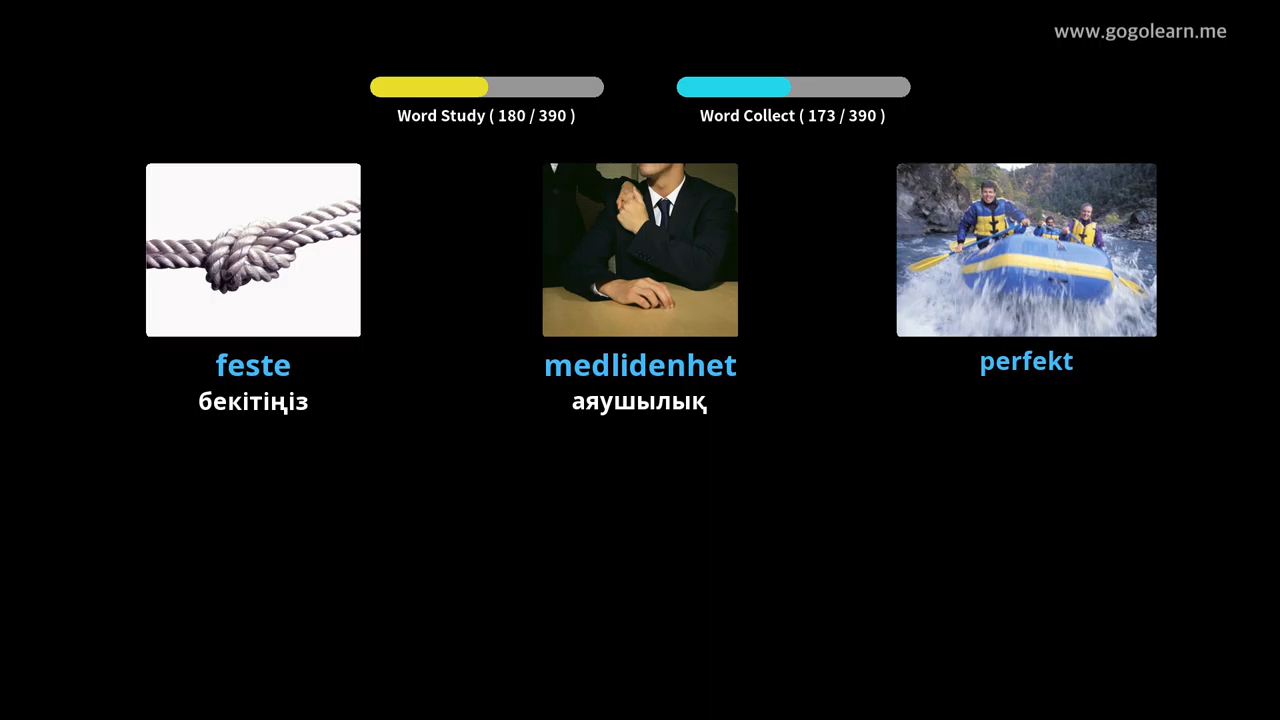 www.gogolearn.me
Word Study ( 180 / 390 )
Word Collect ( 173 / 390 )
feste
бекітіңіз
medlidenhet
аяушылық
perfekt